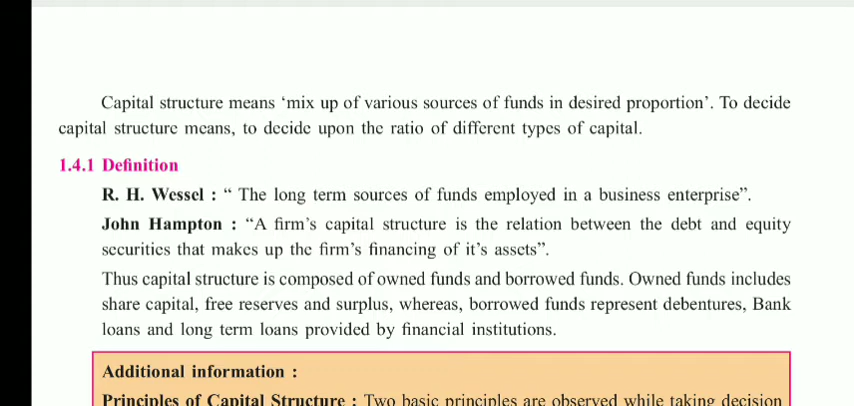 Capital structure means ‘mix up of various sources of funds in desired proportion’. To decide
capital structure means, to decide upon the ratio of different types of capital.
1.4.1 Definition
R. H. Wessel : “ The long term sources of funds employed in a business enterprise”.
John Hampton : “A firm’s capital structure is the relation between the debt and equity
securities that makes up the firm’s financing of it’s assets”.
Thus capital structure is composed of owned funds and borrowed funds. Owned funds includes
share capital, free reserves and surplus, whereas, borrowed funds represent debentures, Bank
loans and long term loans provided by financial institutions.
Additional information :
Principles of Capital Structure : Two basic principles are observed while taking decision